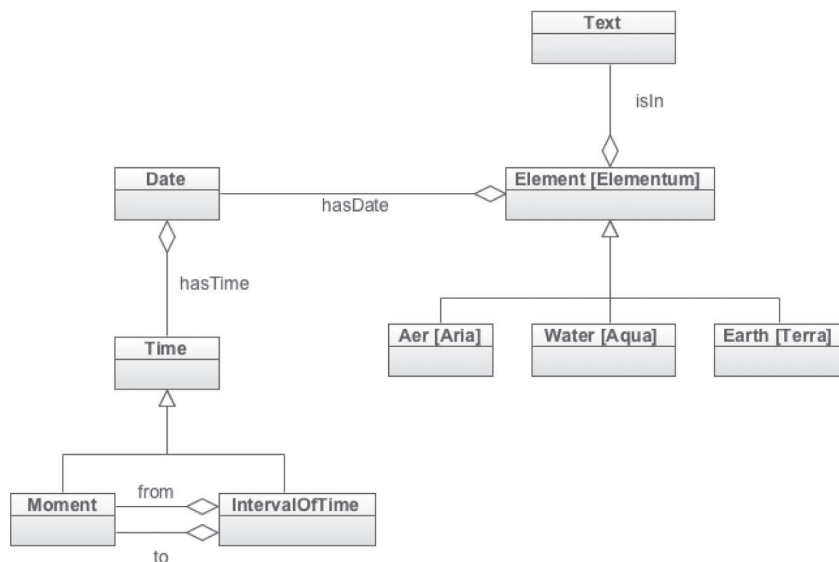 Text
isIn
Date
Element [Elementum]
hasDate
hasTime
Time
Aer [Aria]
Water [Aqua]
Earth [Terra]
Moment
from
IntervalOfTime
to